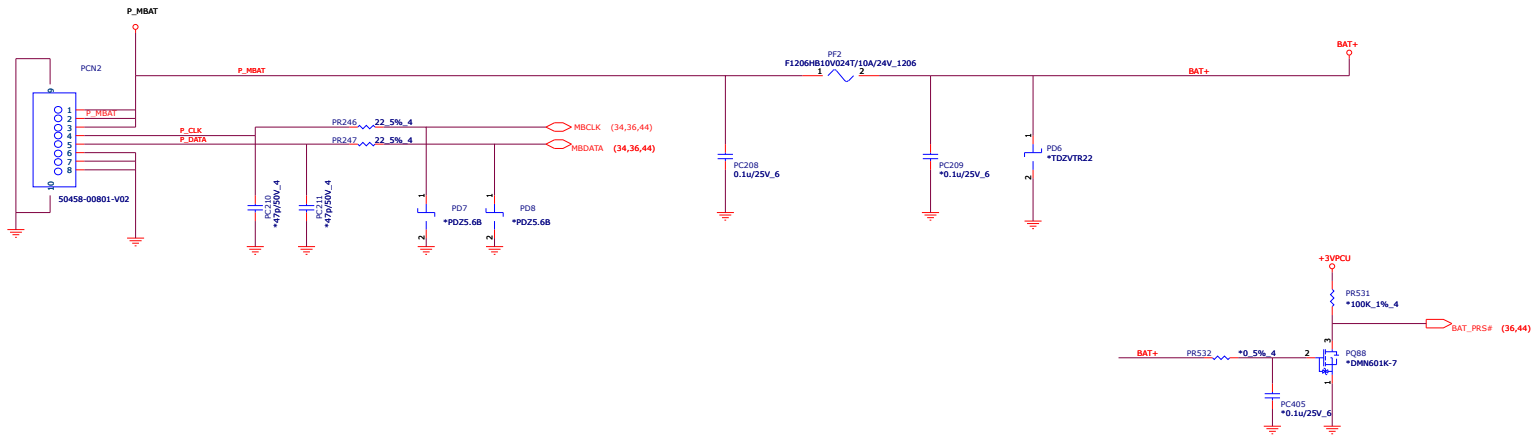 P_MBAT
BAT+
PCN2
PF2
F1206HB10V024T/10A/24V_1206
P_MBAT
1
2
BAT+
9
1
P_MBAT
2
3
4
5
6
7
8
10
P_CLK
P_DATA
PR246
22_5%_4
MBCLK (34,36,44)
PR247
22_5%_4
MBDATA (34,36,44)
50458-00801-V02
PC210
*47p/50V_4
PC211
*47p/50V_4
1
PD7
*PDZ5.6B
2
1
PD8
*PDZ5.6B
2
PC208
0.1u/25V_6
PC209
*0.1u/25V_6
1
PD6
*TDZVTR22
2
+3VPCU
PR531
*100K_1%_4
BAT_PRS# (36,44)
BAT+
PR532
*0_5%_4
2
3
PQ88
*DMN601K-7
1
PC405
*0.1u/25V_6